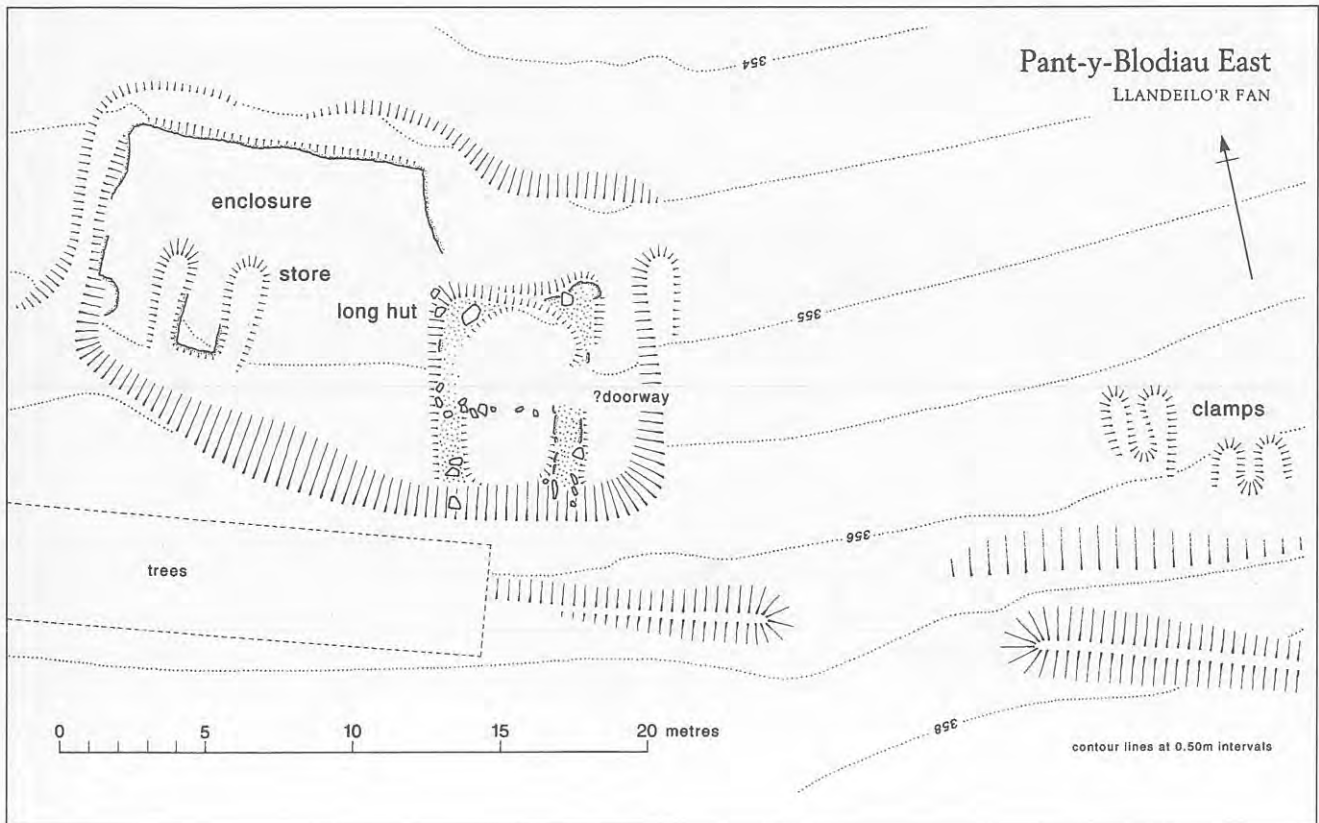 Pant-y-Blodiau East
LLANDEILO'R FAN
354
enclosure
store
long hut
355
?doorway
clamps
356
trees
358
0 5 10 15 20 metres
contour lines at 0.50m intervals